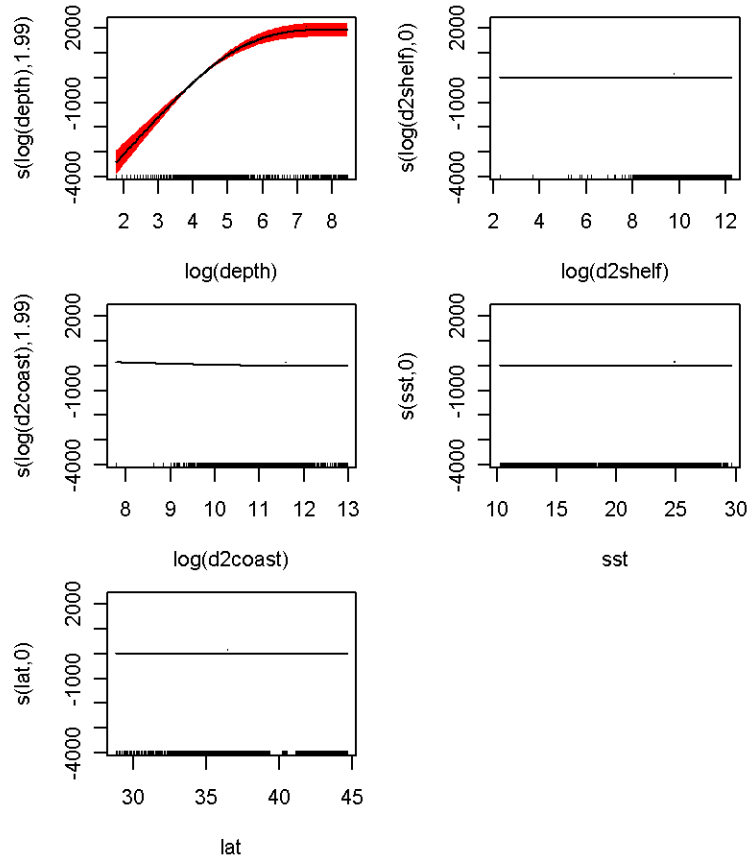 s(log(depth),1.99)
2000
-1000
-4000
2 3 4 5 6 7 8
log(depth)
s(log(d2shelf),0)
2000
-1000
-4000
2 4 6 8 10 12
log(d2shelf)
s(log(d2coast),1.99)
2000
-1000
-4000
8 9 10 11 12 13
log(d2coast)
s(sst,0)
2000
-1000
-4000
10 15 20 25 30
sst
s(lat,0)
2000
-1000
-4000
30 35 40 45
lat